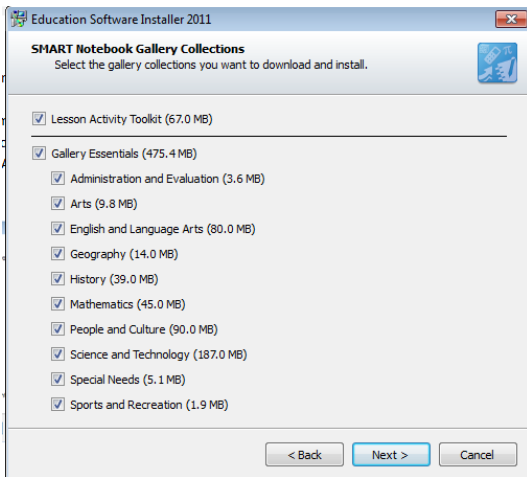 Education Software Installer 2011
SMART Notebook Gallery Collections
Select the gallery collections you want to download and install.
Lesson Activity Toolkit (67.0 MB)
Gallery Essentials (475.4 MB)
Administration and Evaluation (3.6 MB)
Arts (9.8 MB)
English and Language Arts (80.0 MB)
Geography (14.0 MB)
History (39.0 MB)
Mathematics (45.0 MB)
People and Culture (90.0 MB)
Science and Technology (187.0 MB)
Special Needs (5.1 MB)
Sports and Recreation (1.9 MB)
< Back Next > Cancel